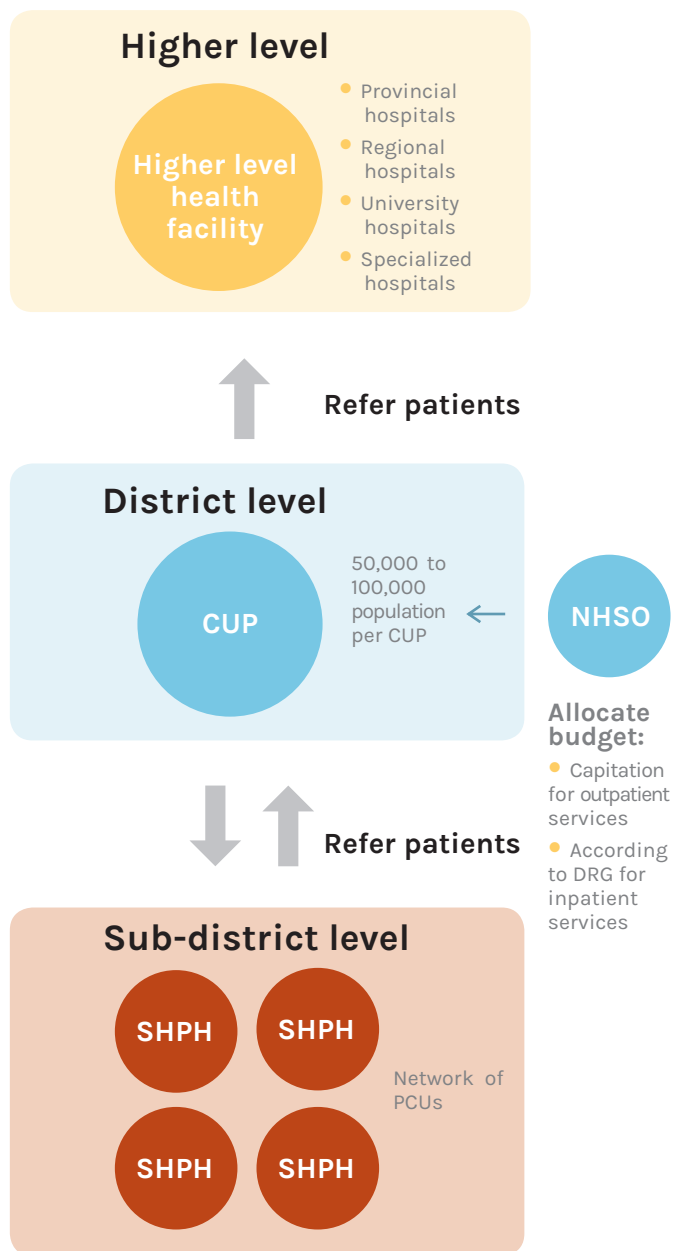 Higher level
Higher level
health
facility
Provincial
hospitals
Regional
hospitals
University
hospitals
Specialized
hospitals
Refer patients
District level
CUP
50,000 to
100,000
population
per CUP
NHSO
Allocate
budget:
Capitation
for outpatient
services
According
to DRG for
inpatient
services
Refer patients
Sub-district level
SHPH
SHPH
Network of
PCUs
SHPH
SHPH